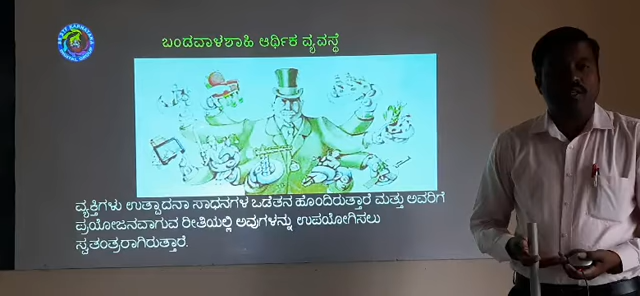 ಬಂಡವಾಳಶಾಹಿ ಆರ್ಥಿಕ ವ್ಯವಸ್ಥೆ
ವ್ಯಕ್ತಿಗಳು ಉತ್ಪಾದನಾ ಸಾಧನಗಳ ಒಡೆತನ ಹೊಂದಿರುತ್ತಾರೆ ಮತ್ತು ಅವರಿಗೆ
ಪ್ರಯೋಜನವಾಗುವ ರೀತಿಯಲ್ಲಿ ಅವುಗಳನ್ನು ಉಪಯೋಗಿಸಲು
ಸ್ವತಂತ್ರರಾಗಿರುತ್ತಾರೆ.